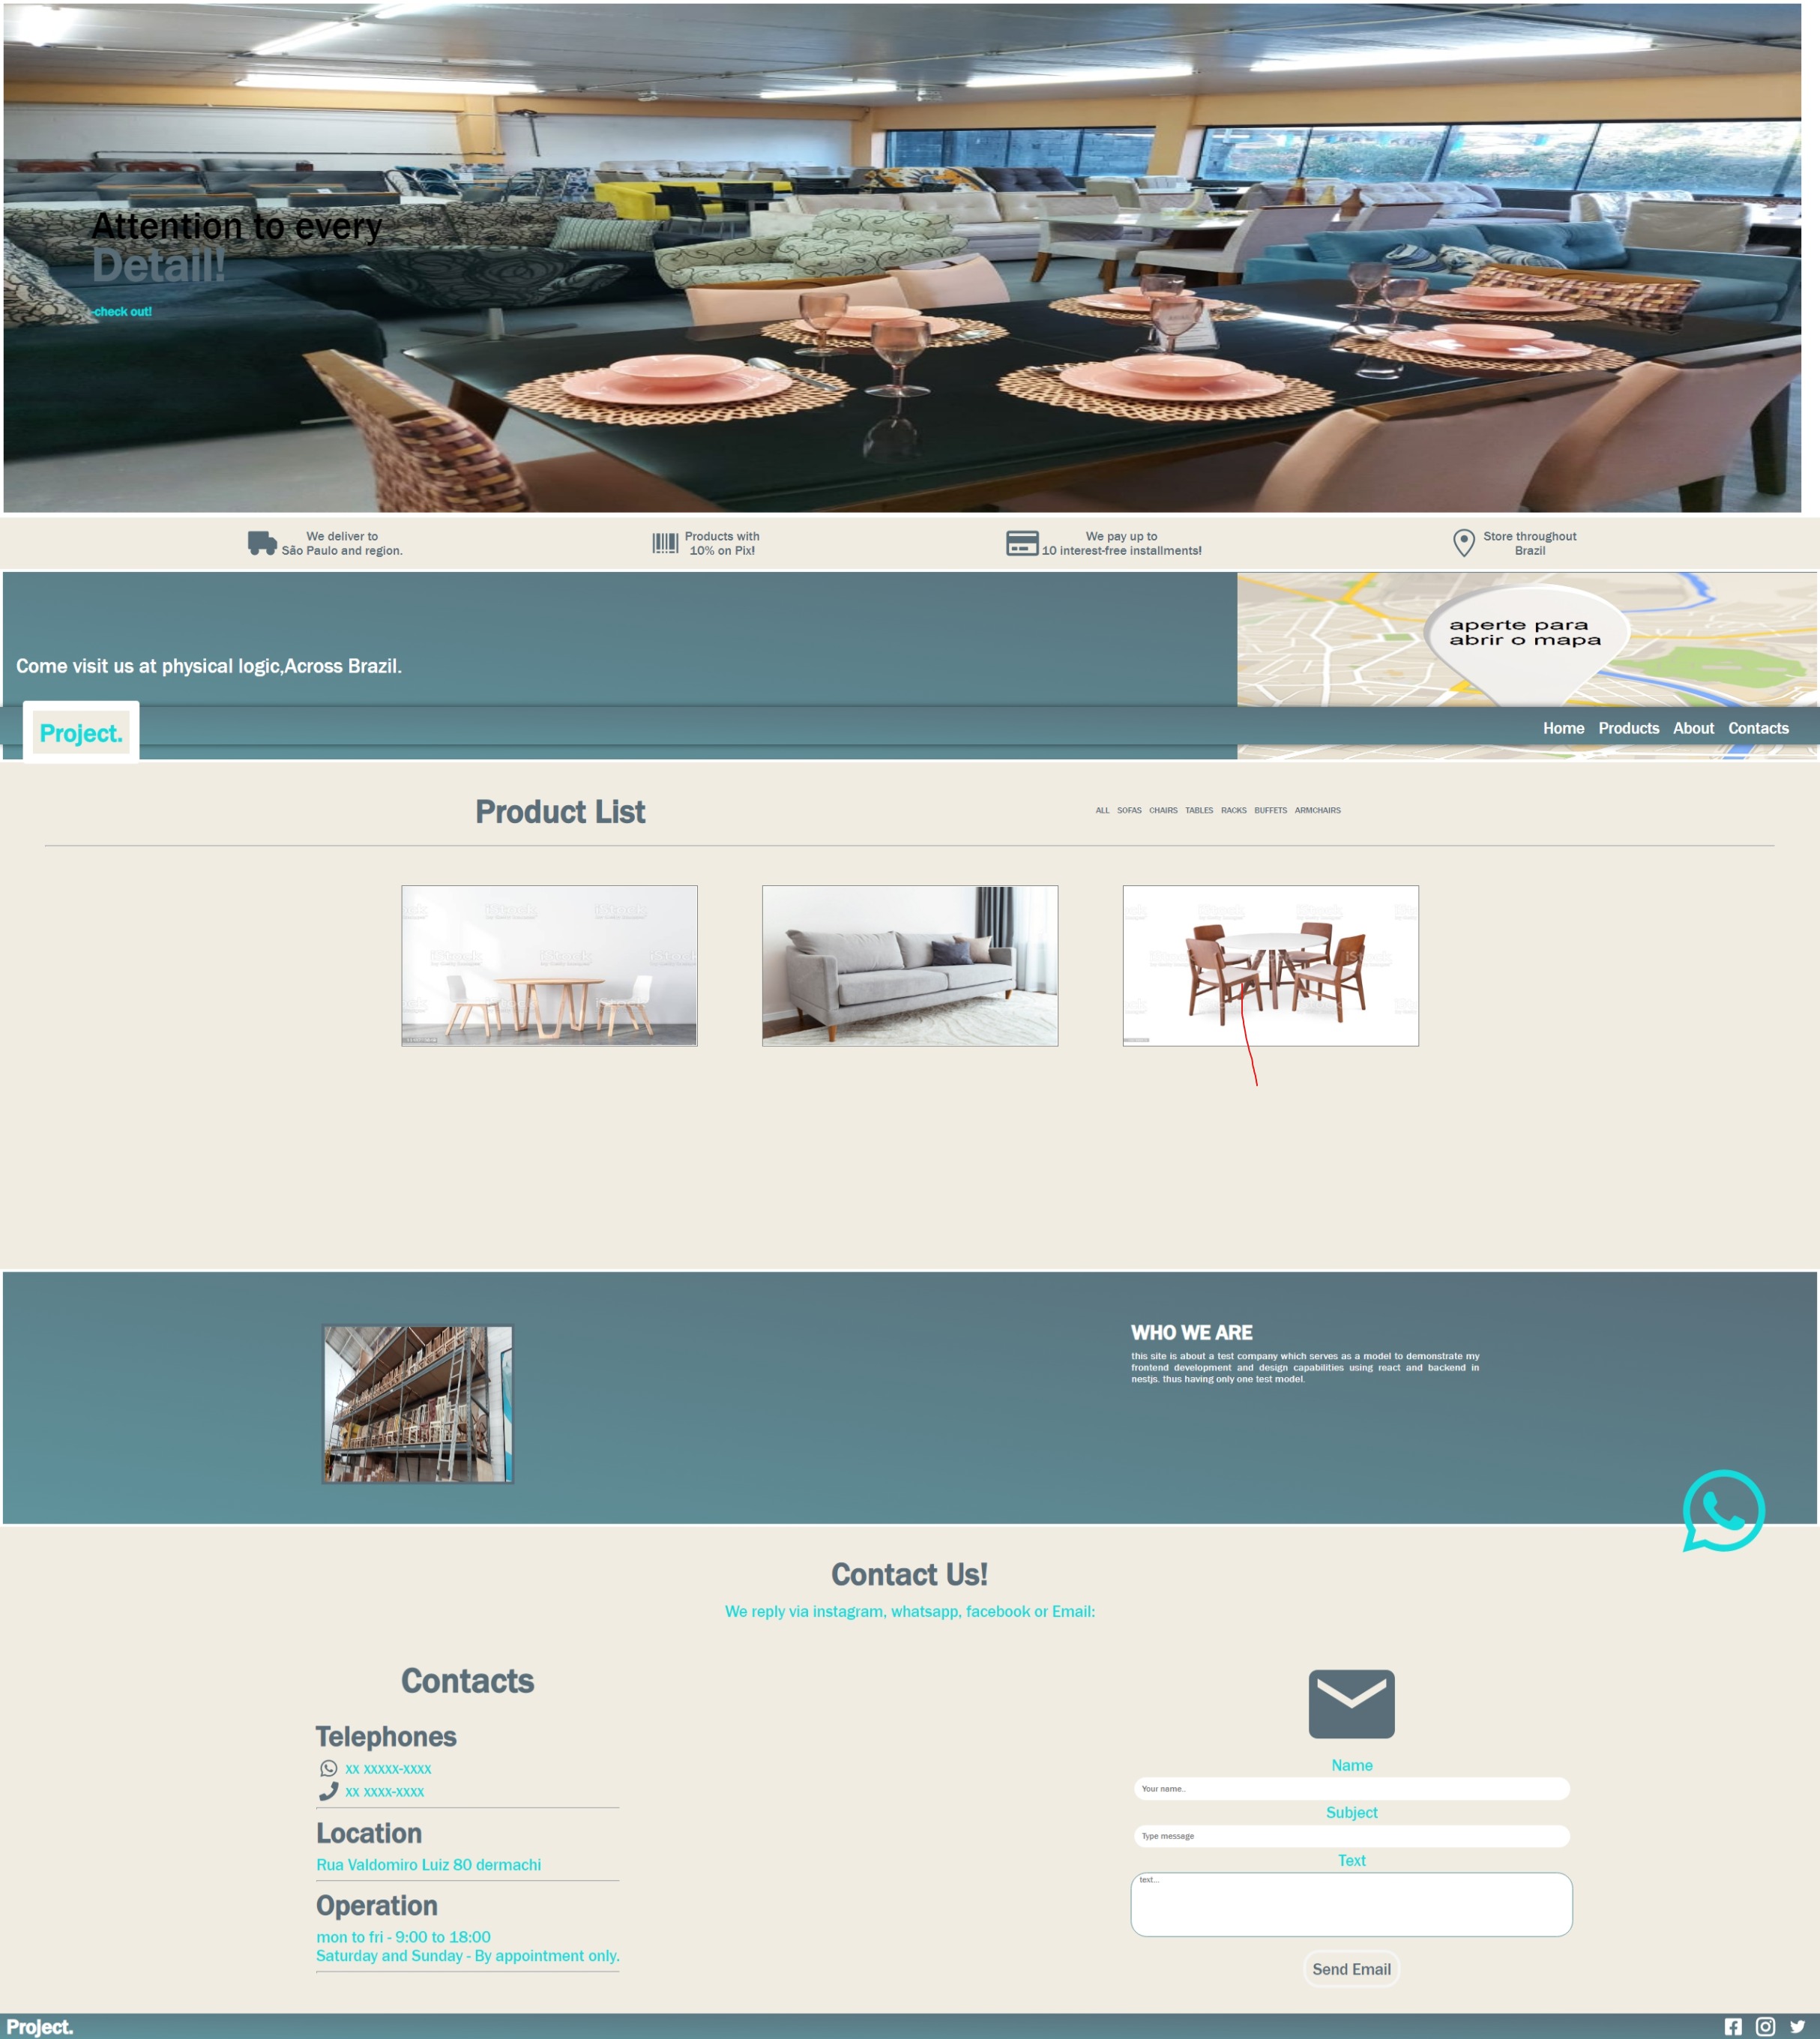 Attention to every
Detail!
-check out!
We deliver to
São Paulo and region.
Products with
10% on Pix!
We pay up to
10 interest-free installments!
Store throughout
Brazil
Come visit us at physical logic,Across Brazil.
aperte para
abrir o mapa
Project.
Home Products About Contacts
Product List
ALL SOFAS CHAIRS TABLES RACKS BUFFETS ARMCHAIRS
iStock
iStock
WHO WE ARE
this site is about a test company which serves as a model to demonstrate my
frontend development and design capabilities using react and backend in
nestjs. thus having only one test model.
Contact Us!
We reply via instagram, whatsapp, facebook or Email:
Contacts
Telephones
xx xxxxx-xxxx
xx xxxx-xxxx
Location
Rua Valdomiro Luiz 80 dermachi
Operation
mon to fri - 9:00 to 18:00
Saturday and Sunday - By appointment only.
Name
Your name..
Subject
Type message
Text
text...
Send Email
Project.